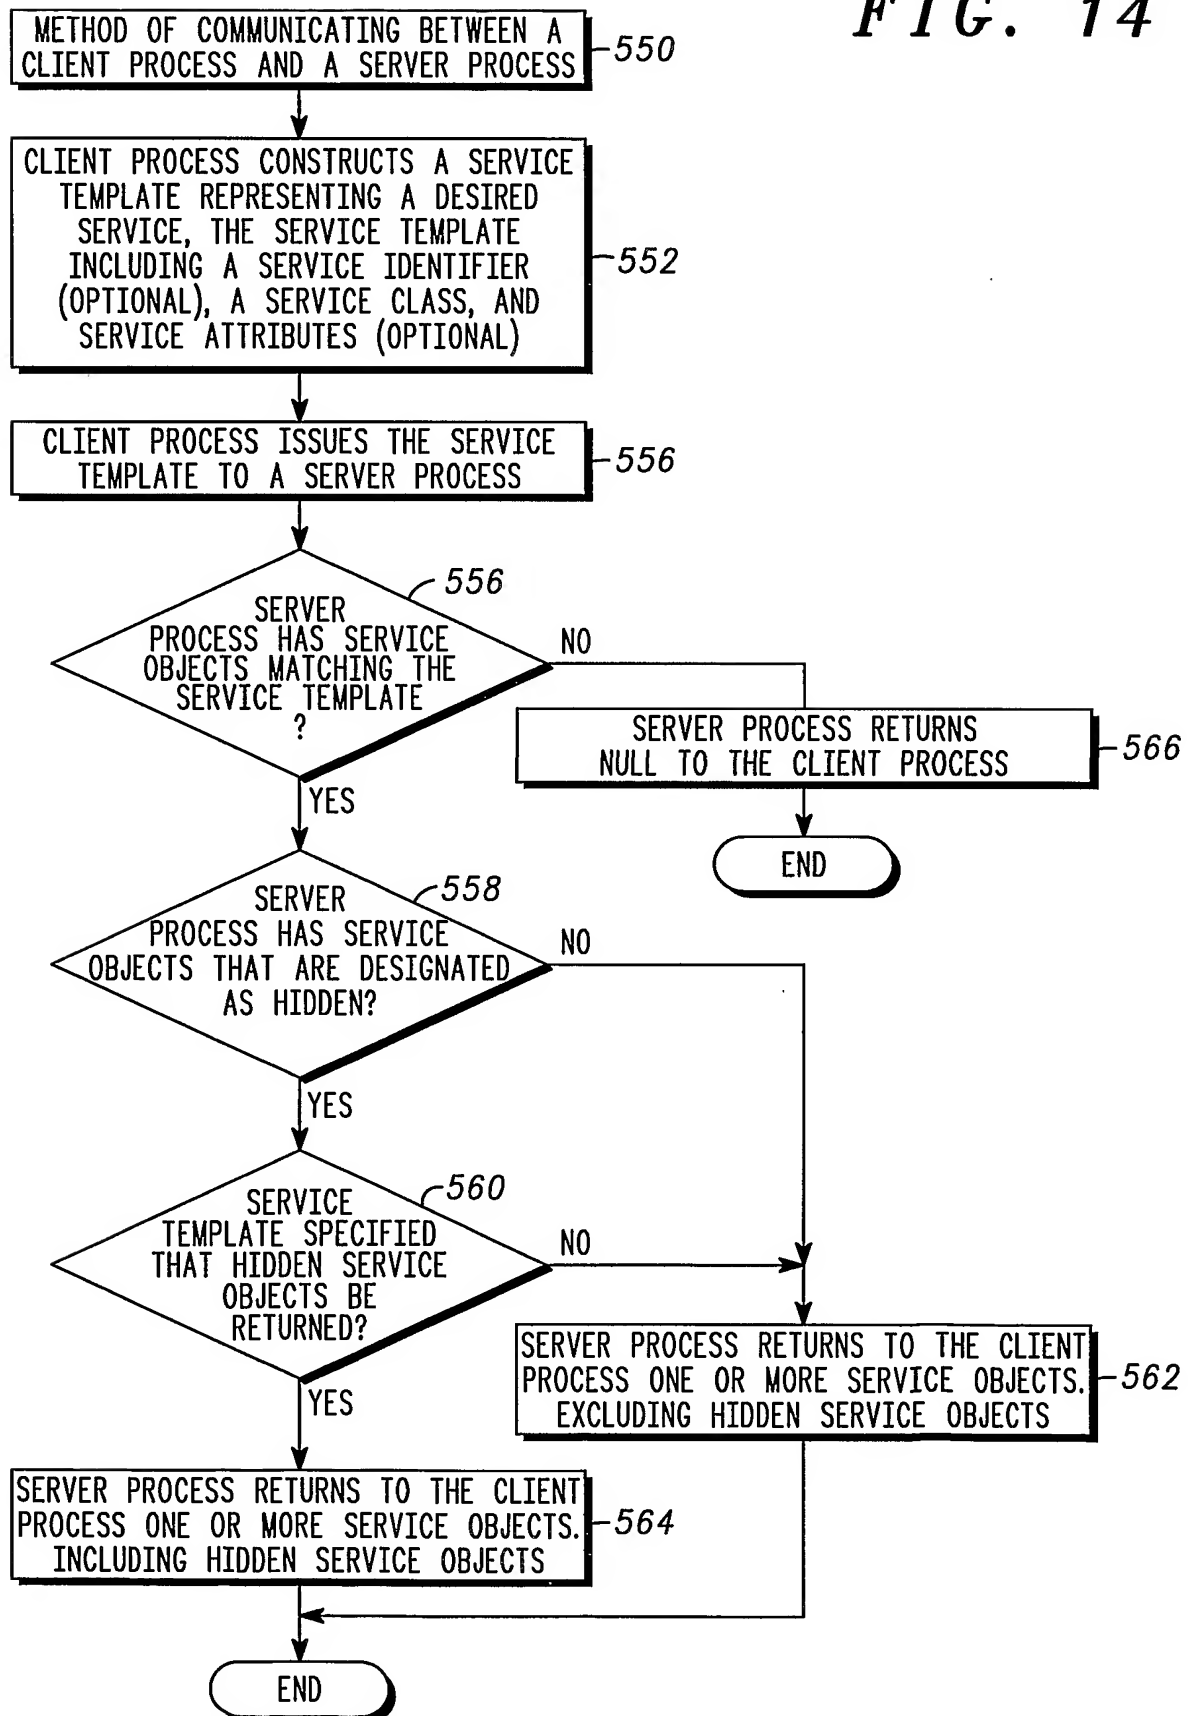 FIG. 14
METHOD OF COMMUNICATING BETWEEN A
CLIENT PROCESS AND A SERVER PROCESS
550
CLIENT PROCESS CONSTRUCTS A SERVICE
TEMPLATE REPRESENTING A DESIRED
SERVICE, THE SERVICE TEMPLATE
INCLUDING A SERVICE IDENTIFIER
(OPTIONAL), A SERVICE CLASS, AND
SERVICE ATTRIBUTES (OPTIONAL)
552
CLIENT PROCESS ISSUES THE SERVICE
TEMPLATE TO A SERVER PROCESS
556
556
SERVER
PROCESS HAS SERVICE
OBJECTS MATCHING THE
SERVICE TEMPLATE
?
NO
YES
SERVER PROCESS RETURNS
NULL TO THE CLIENT PROCESS
566
END
558
SERVER
PROCESS HAS SERVICE
OBJECTS THAT ARE DESIGNATED
AS HIDDEN?
NO
YES
560
SERVICE
TEMPLATE SPECIFIED
THAT HIDDEN SERVICE
OBJECTS BE
RETURNED?
NO
YES
SERVER PROCESS RETURNS TO THE CLIENT
PROCESS ONE OR MORE SERVICE OBJECTS.
EXCLUDING HIDDEN SERVICE OBJECTS
562
SERVER PROCESS RETURNS TO THE CLIENT
PROCESS ONE OR MORE SERVICE OBJECTS.
INCLUDING HIDDEN SERVICE OBJECTS
564
END